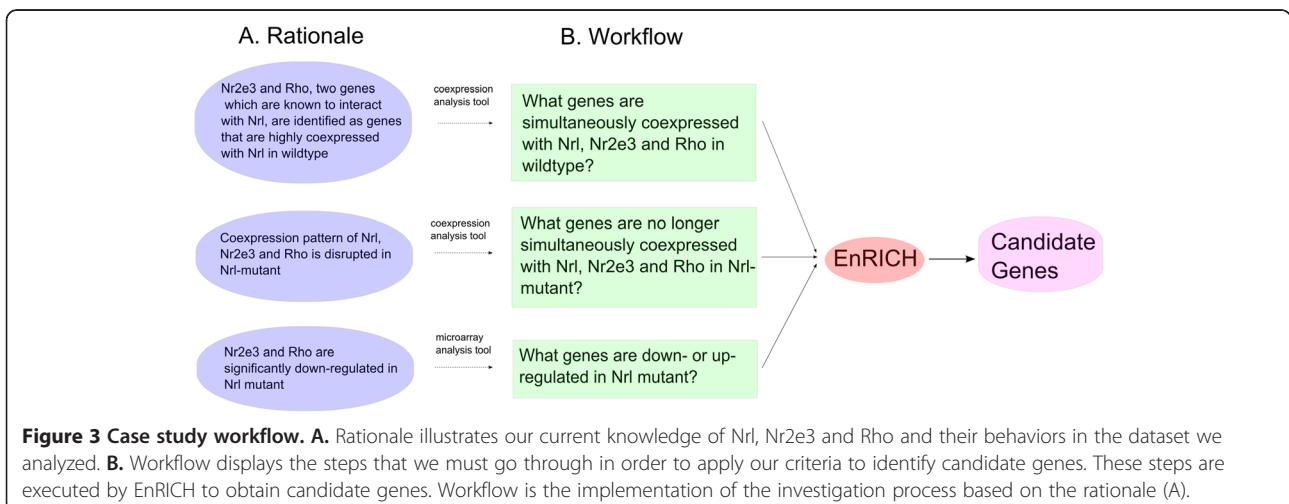 A. Rationale
B. Workflow
Nr2e3 and Rho, two genes
which are known to interact
with Nrl, are identified as genes
that are highly coexpressed
with Nrl in wildtype
coexpression
analysis tool
What genes are
simultaneously coexpressed
with Nrl, Nr2e3 and Rho in
wildtype?
Coexpression pattern of Nrl,
Nr2e3 and Rho is disrupted in
Nrl-mutant
coexpression
analysis tool
What genes are no longer
simultaneously coexpressed
with Nrl, Nr2e3 and Rho in Nrl-
mutant?
EnRICH
Candidate
Genes
Nr2e3 and Rho are
significantly down-regulated in
Nrl mutant
microarray
analysis tool
What genes are down- or up-
regulated in Nrl mutant?
Figure 3 Case study workflow. A. Rationale illustrates our current knowledge of Nrl, Nr2e3 and Rho and their behaviors in the dataset we
analyzed. B. Workflow displays the steps that we must go through in order to apply our criteria to identify candidate genes. These steps are
executed by EnRICH to obtain candidate genes. Workflow is the implementation of the investigation process based on the rationale (A).